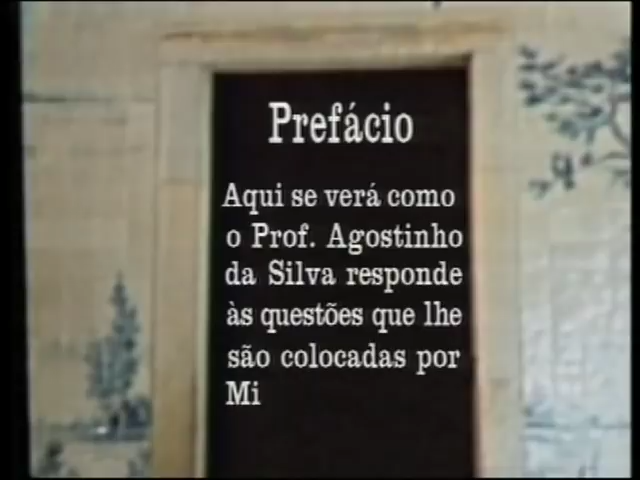 Prefácio
Aqui se verá como
o Prof. Agostinho
da Silva responde
às questões que lhe
são colocadas por
Mi